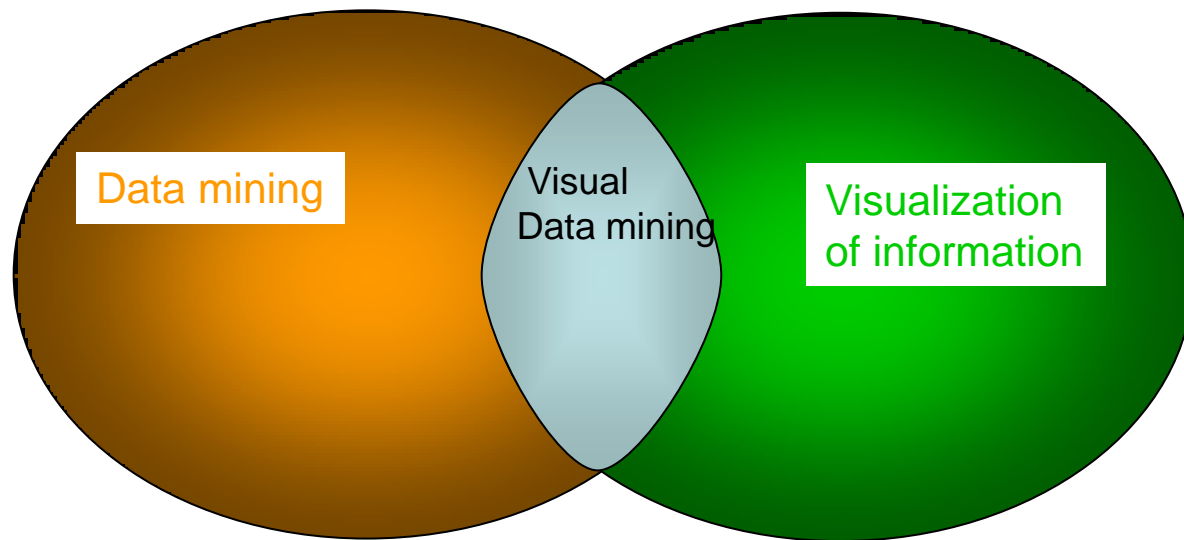 Data mining
Visual
Data mining
Visualization
of information